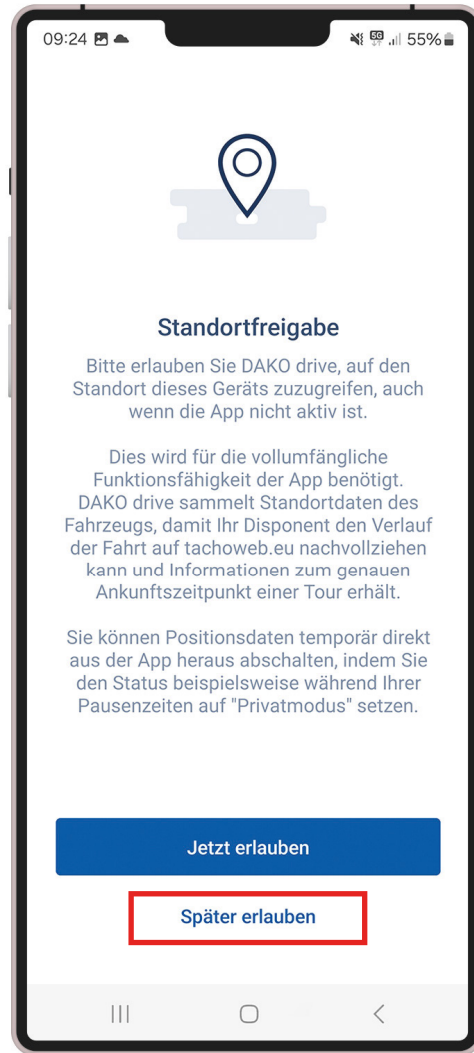 09:24 5G 55%
Standortfreigabe
Bitte erlauben Sie DAKO drive, auf den
Standort dieses Geräts zuzugreifen, auch
wenn die App nicht aktiv ist.
Dies wird für die vollumfängliche
Funktionsfähigkeit der App benötigt.
DAKO drive sammelt Standortdaten des
Fahrzeugs, damit Ihr Disponent den Verlauf
der Fahrt auf tachoweb.eu nachvollziehen
kann und Informationen zum genauen
Ankunftszeitpunkt einer Tour erhält.
Sie können Positionsdaten temporär direkt
aus der App heraus abschalten, indem Sie
den Status beispielsweise während Ihrer
Pausenzeiten auf "Privatmodus" setzen.
Jetzt erlauben
Später erlauben